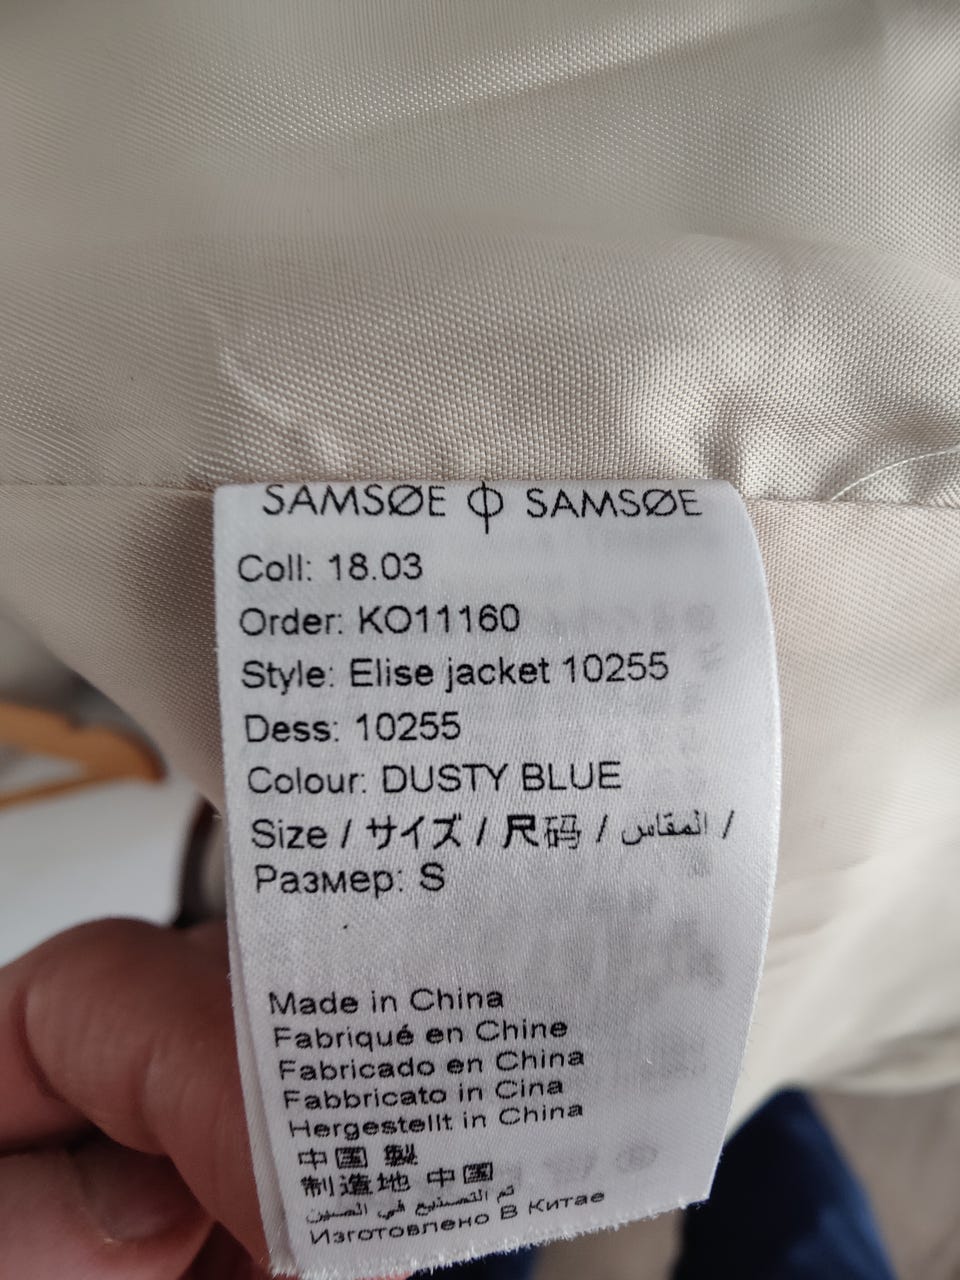 SAMSØE Φ SAMSØE
Coll: 18.03
Order: KO11160
Style: Elise jacket 10255
Dess: 10255
Colour: DUSTY BLUE
Size / サイズ / 尺码 / المقاس /
Размер: S
Made in China
Fabriqué en Chine
Fabricado en China
Fabbricato in Cina
Hergestellt in China
中国製
制造地 中国
تم التصنيع في الصين
Изготовлено В Китае